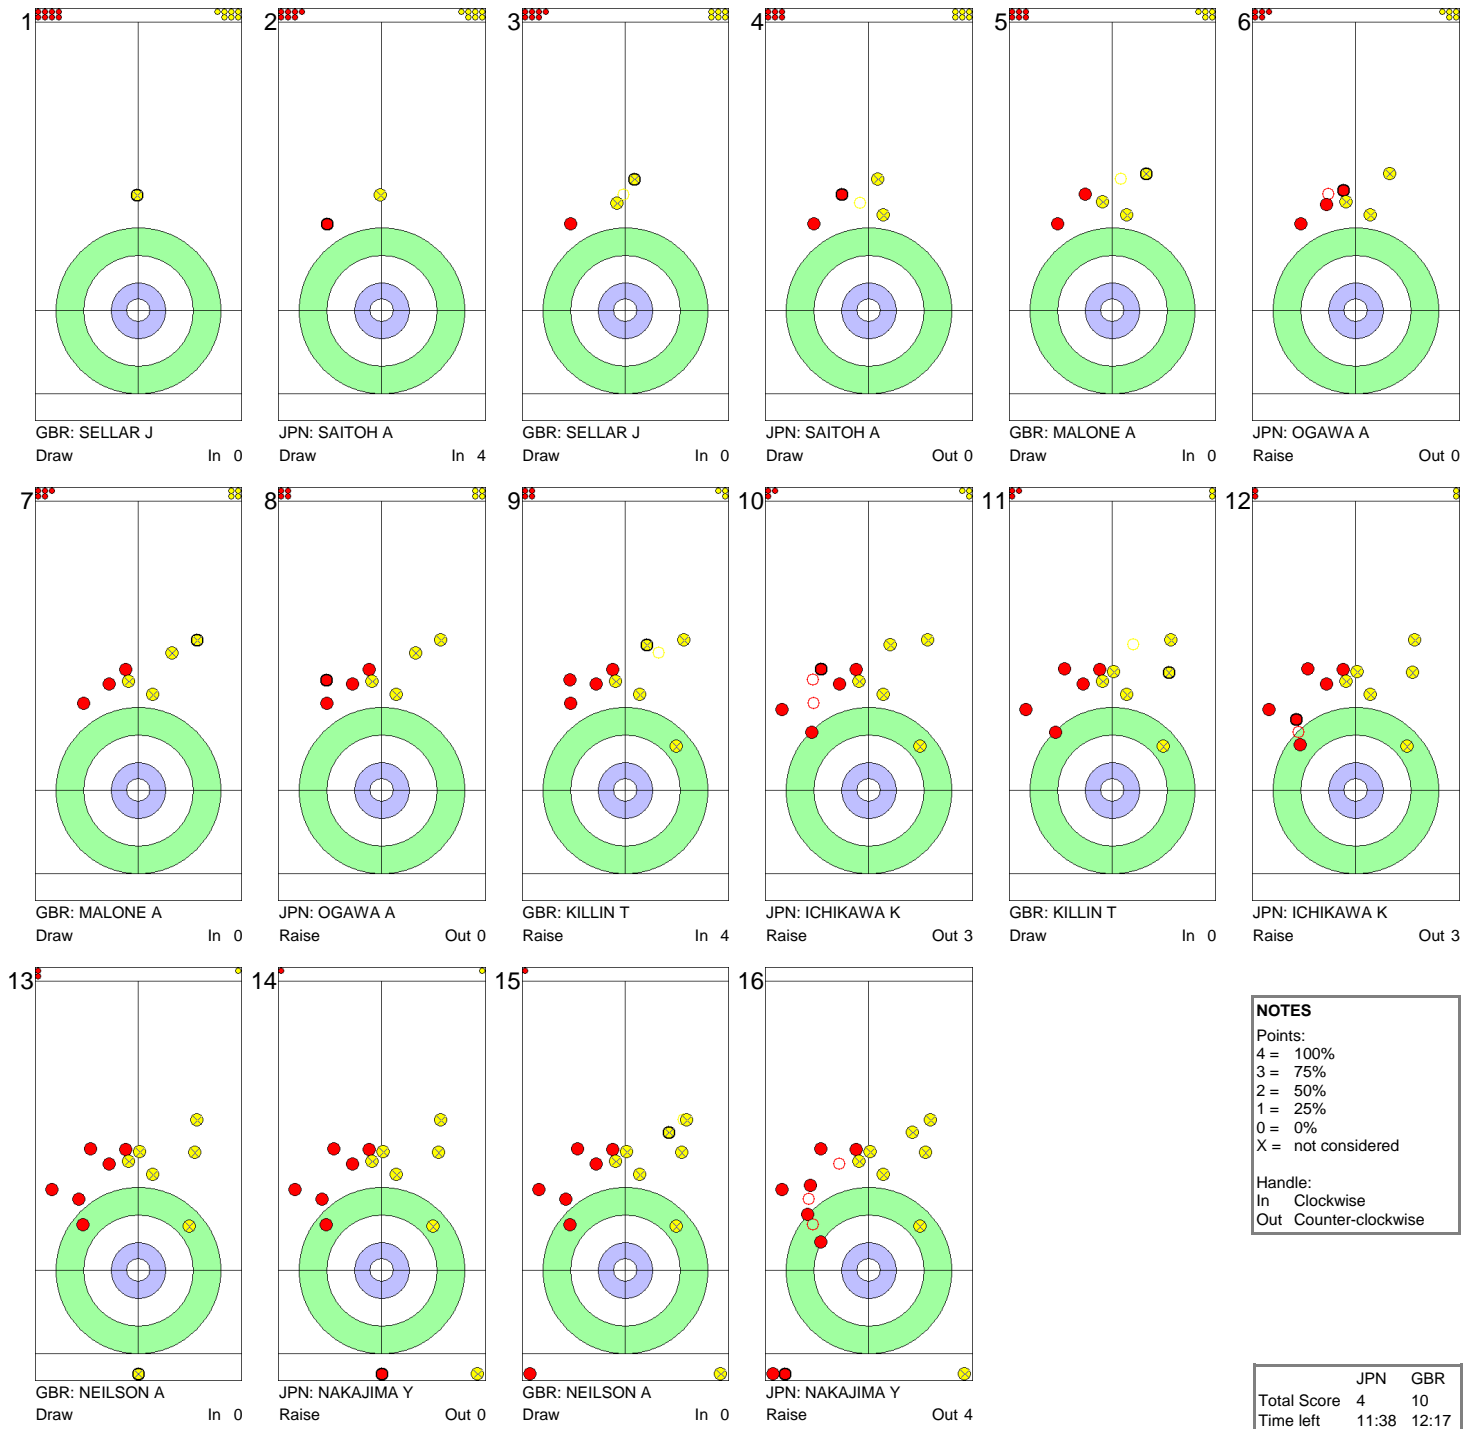 1
2
3
4
5
6
GBR: SELLAR J
Draw In 0
JPN: SAITOH A
Draw In 4
GBR: SELLAR J
Draw In 0
JPN: SAITOH A
Draw Out 0
GBR: MALONE A
Draw In 0
JPN: OGAWA A
Raise Out 0
7
8
9
10
11
12
GBR: MALONE A
Draw In 0
JPN: OGAWA A
Raise Out 0
GBR: KILLIN T
Raise In 4
JPN: ICHIKAWA K
Raise Out 3
GBR: KILLIN T
Draw In 0
JPN: ICHIKAWA K
Raise Out 3
13
14
15
16
GBR: NEILSON A
Draw In 0
JPN: NAKAJIMA Y
Raise Out 0
GBR: NEILSON A
Draw In 0
JPN: NAKAJIMA Y
Raise Out 4
NOTES
Points:
4 = 100%
3 = 75%
2 = 50%
1 = 25%
0 = 0%
X = not considered
Handle:
In Clockwise
Out Counter-clockwise
JPN GBR
Total Score 4 10
Time left 11:38 12:17